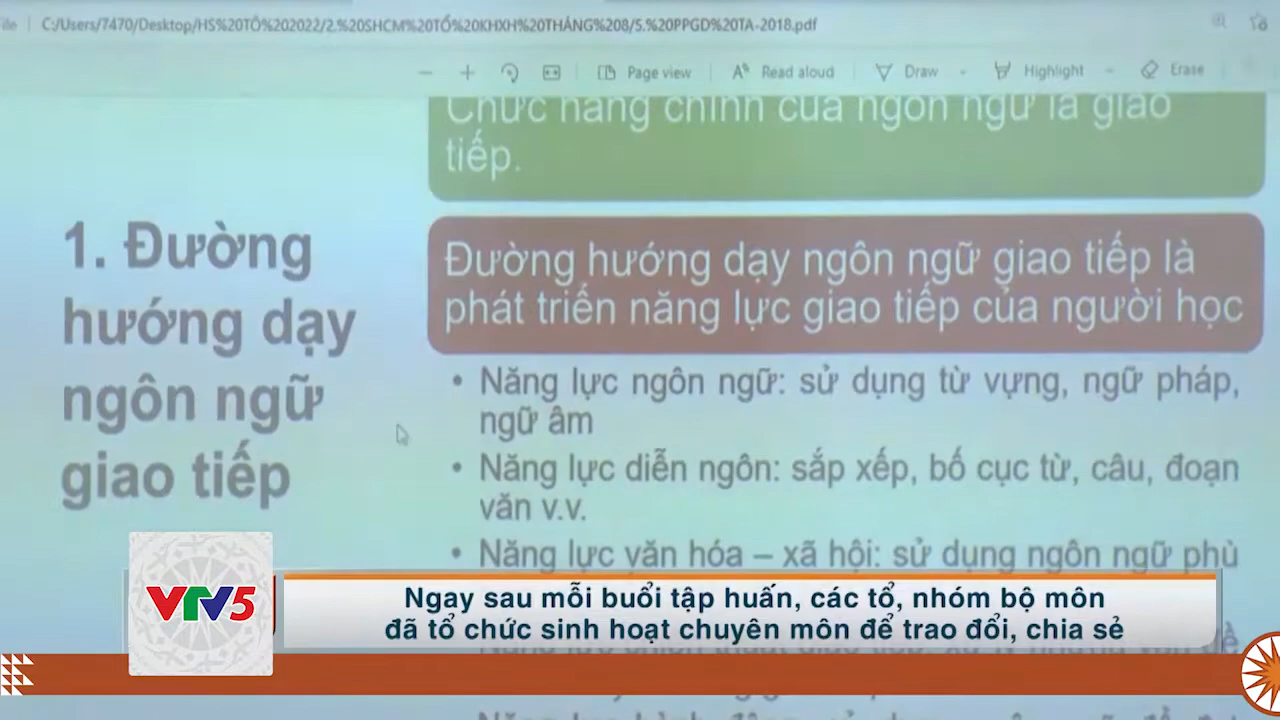 C:/Users/7470/Desktop/HS%20TỔ%202022/2.%20SHCM%20TỔ%20KHXH%20THÁNG%208/5.%20PPGD%20TA-2018.pdf
Page view
Read aloud
Draw
Highlight
Erase
Chức năng chính của ngôn ngữ là giao
tiếp.
1. Đường
hướng dạy
ngôn ngữ
giao tiếp
Đường hướng dạy ngôn ngữ giao tiếp là
phát triển năng lực giao tiếp của người học
• Năng lực ngôn ngữ: sử dụng từ vựng, ngữ pháp,
ngữ âm
• Năng lực diễn ngôn: sắp xếp, bố cục từ, câu, đoạn
văn v.v.
• Năng lực văn hóa – xã hội: sử dụng ngôn ngữ phù
VTV5
Ngay sau mỗi buổi tập huấn, các tổ, nhóm bộ môn
đã tổ chức sinh hoạt chuyên môn để trao đổi, chia sẻ